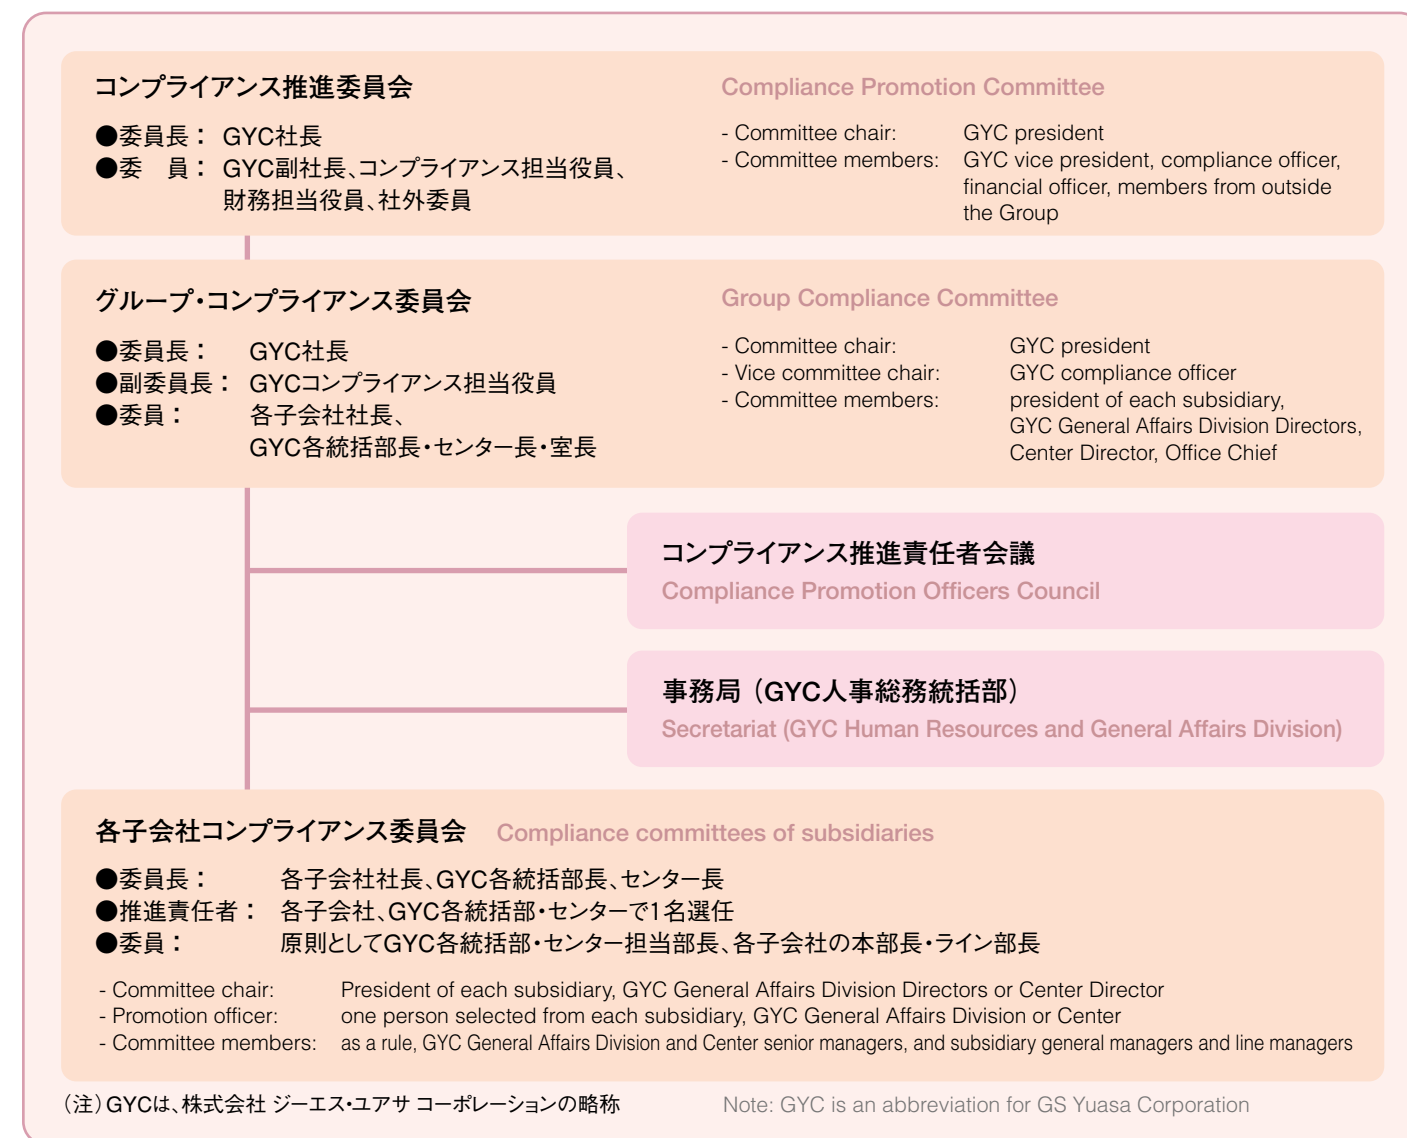 コンプライアンス推進委員会
●委員長： GYC社長
●委　員： GYC副社長、コンプライアンス担当役員、
財務担当役員、社外委員
Compliance Promotion Committee
- Committee chair: GYC president
- Committee members: GYC vice president, compliance officer,
financial officer, members from outside
the Group
グループ・コンプライアンス委員会
●委員長： GYC社長
●副委員長： GYCコンプライアンス担当役員
●委員： 各子会社社長、
GYC各統括部長・センター長・室長
Group Compliance Committee
- Committee chair: GYC president
- Vice committee chair: GYC compliance officer
- Committee members: president of each subsidiary,
GYC General Affairs Division Directors,
Center Director, Office Chief
コンプライアンス推進責任者会議
Compliance Promotion Officers Council
事務局（GYC人事総務統括部）
Secretariat (GYC Human Resources and General Affairs Division)
各子会社コンプライアンス委員会 Compliance committees of subsidiaries
●委員長： 各子会社社長、GYC各統括部長、センター長
●推進責任者： 各子会社、GYC各統括部・センターで1名選任
●委員： 原則としてGYC各統括部・センター担当部長、各子会社の本部長・ライン部長
- Committee chair: President of each subsidiary, GYC General Affairs Division Directors or Center Director
- Promotion officer: one person selected from each subsidiary, GYC General Affairs Division or Center
- Committee members: as a rule, GYC General Affairs Division and Center senior managers, and subsidiary general managers and line managers
（注）GYCは、株式会社 ジーエス・ユアサ コーポレーションの略称
Note: GYC is an abbreviation for GS Yuasa Corporation